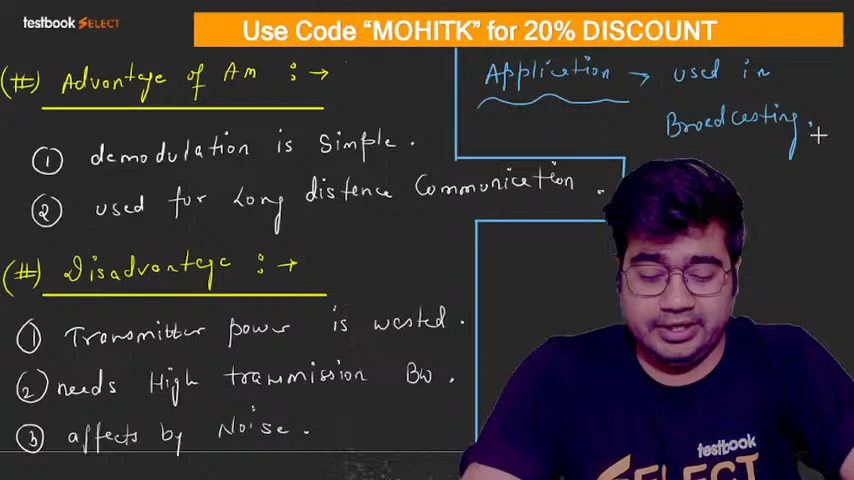 testbook SELECT
Use Code “MOHITK” for 20% DISCOUNT
(#) Advantage of Am : →
① demodulation is Simple.
② used for Long distence Communication.
(#) Disadvantage : →
① Transmitter power is wasted.
② needs High transmission BW.
③ affects by Noise.
Application → used in
Broadcasting.
testbook
SELECT